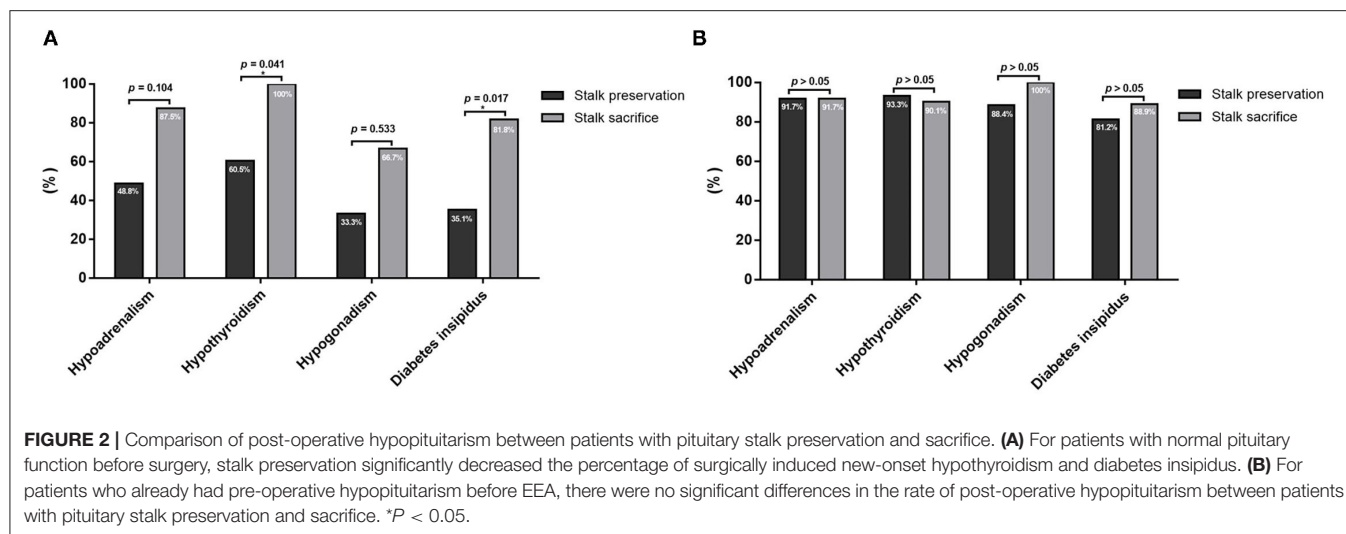 A
B
p = 0.104
p = 0.041
*
p = 0.533
p = 0.017
*
Stalk preservation
Stalk sacrifice
100
80
60
40
20
0
(%)
48.8%
87.5%
60.5%
100%
33.3%
66.7%
35.1%
81.8%
Hypoadrenalism
Hypothyroidism
Hypogonadism
Diabetes insipidus
p > 0.05
p > 0.05
p > 0.05
p > 0.05
Stalk preservation
Stalk sacrifice
100
80
60
40
20
0
(%)
91.7%
91.7%
93.3%
90.1%
88.4%
100%
81.2%
88.9%
Hypoadrenalism
Hypothyroidism
Hypogonadism
Diabetes insipidus
FIGURE 2 | Comparison of post-operative hypopituitarism between patients with pituitary stalk preservation and sacrifice. (A) For patients with normal pituitary
function before surgery, stalk preservation significantly decreased the percentage of surgically induced new-onset hypothyroidism and diabetes insipidus. (B) For
patients who already had pre-operative hypopituitarism before EEA, there were no significant differences in the rate of post-operative hypopituitarism between patients
with pituitary stalk preservation and sacrifice. *P < 0.05.